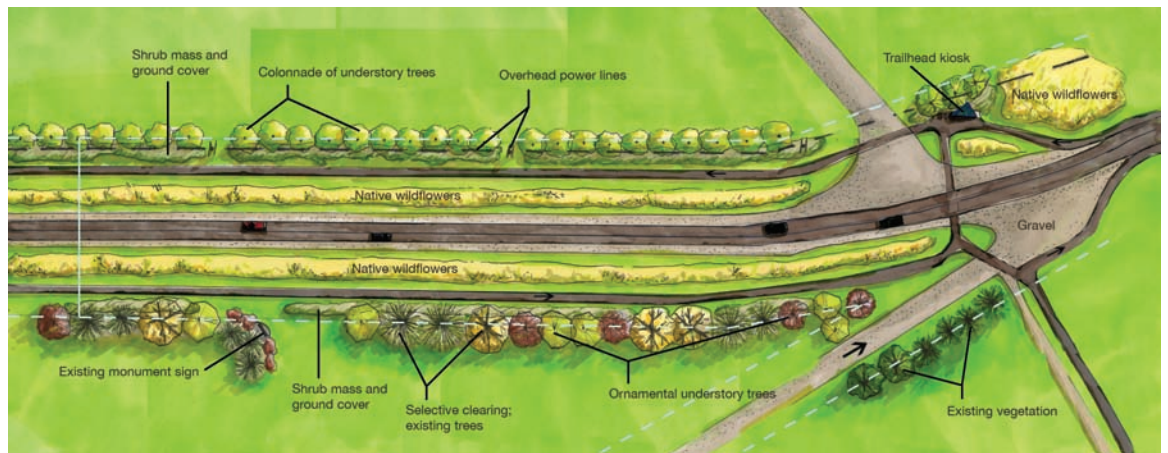 Shrub mass and
ground cover
Colonnade of understory trees
Overhead power lines
Trailhead kiosk
Native wildflowers
Native wildflowers
Gravel
Native wildflowers
Existing monument sign
Shrub mass and
ground cover
Selective clearing;
existing trees
Ornamental understory trees
Existing vegetation